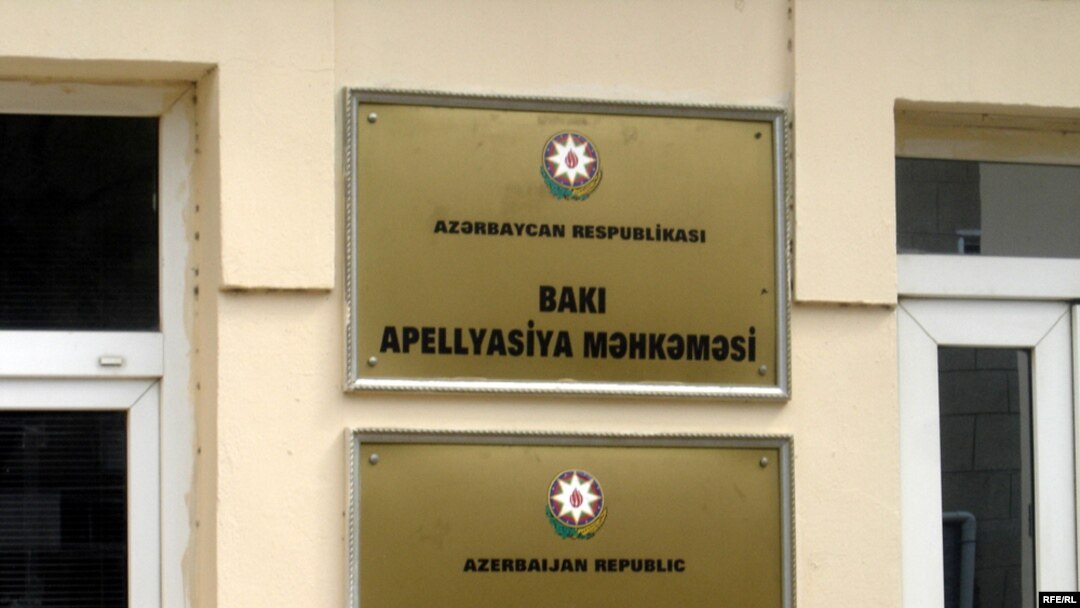 AZƏRBAYCAN RESPUBLİKASI
BAKI
APELLYASİYA MƏHKƏMƏSİ
AZERBAIJAN REPUBLIC
RFE/RL